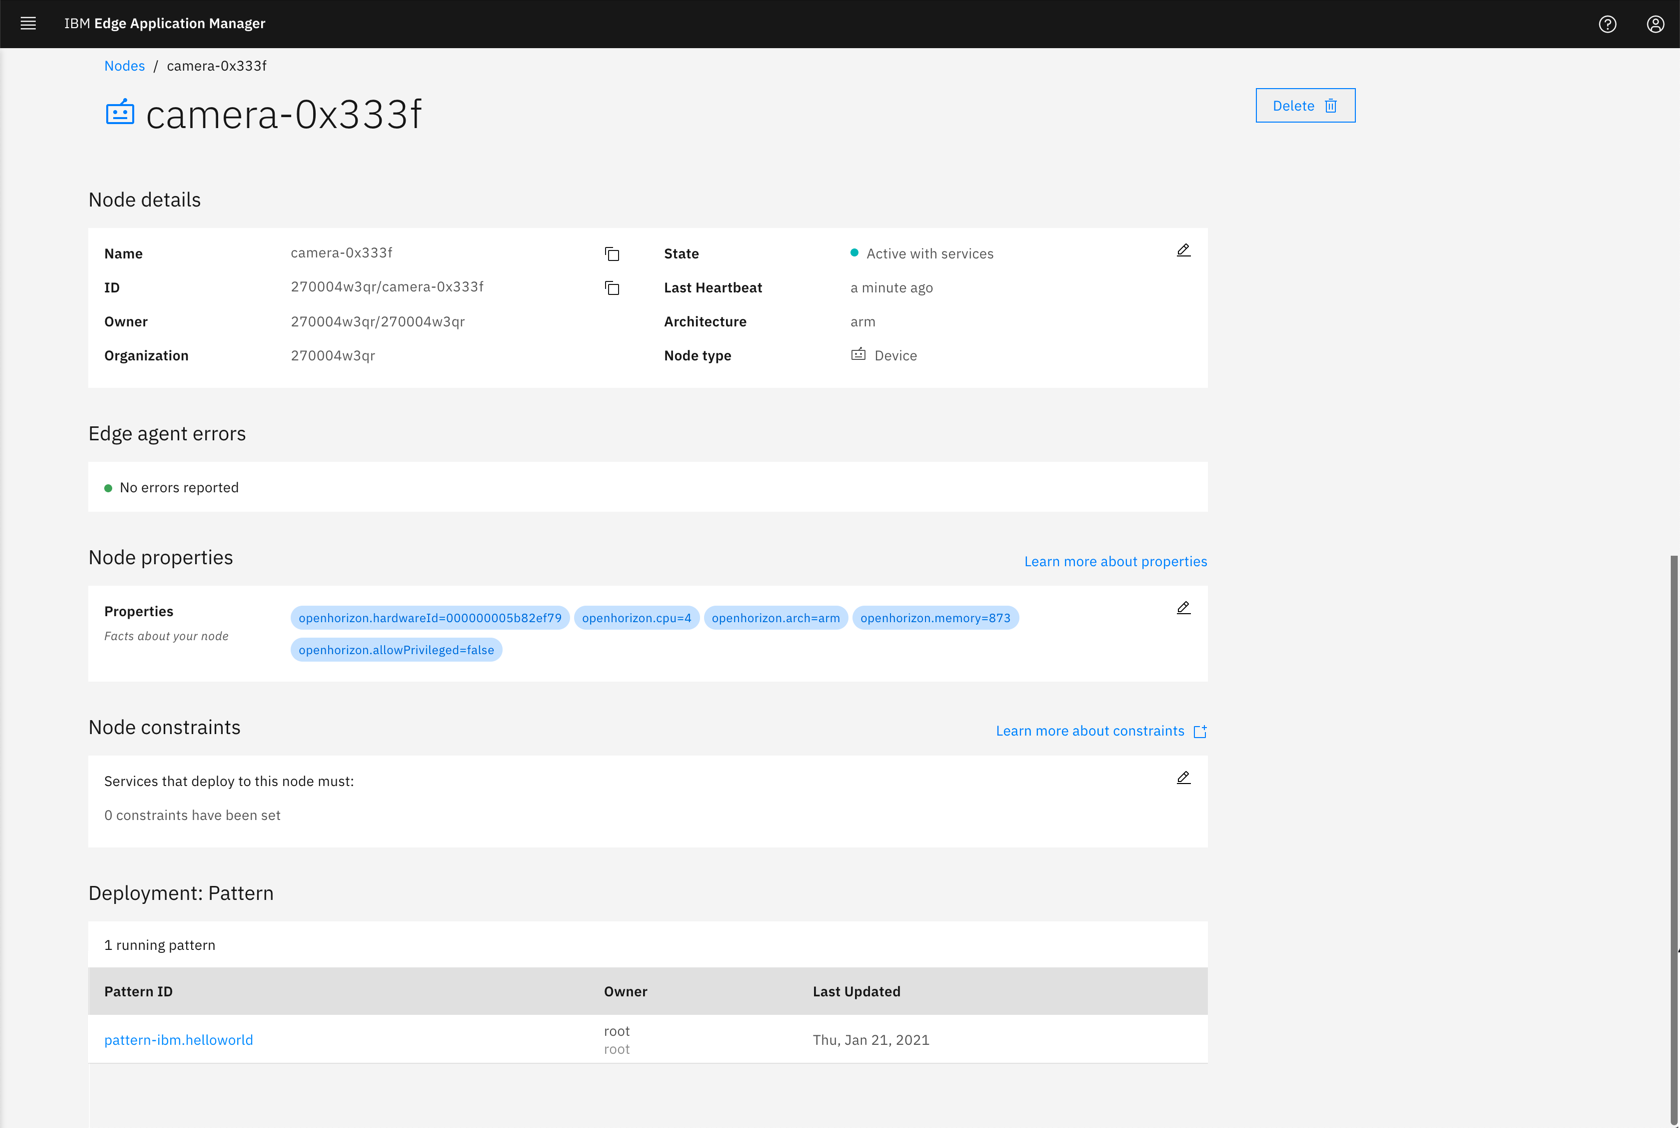 IBM Edge Application Manager
Nodes / camera-0x333f
camera-0x333f
Delete
Node details
Name camera-0x333f State Active with services
ID 270004w3qr/camera-0x333f Last Heartbeat a minute ago
Owner 270004w3qr/270004w3qr Architecture arm
Organization 270004w3qr Node type Device
Edge agent errors
No errors reported
Node properties Learn more about properties
Properties openhorizon.hardwareId=000000005b82ef79 openhorizon.cpu=4 openhorizon.arch=arm openhorizon.memory=873
Facts about your node openhorizon.allowPrivileged=false
Node constraints Learn more about constraints
Services that deploy to this node must:
0 constraints have been set
Deployment: Pattern
1 running pattern
Pattern ID Owner Last Updated
pattern-ibm.helloworld root Thu, Jan 21, 2021
root